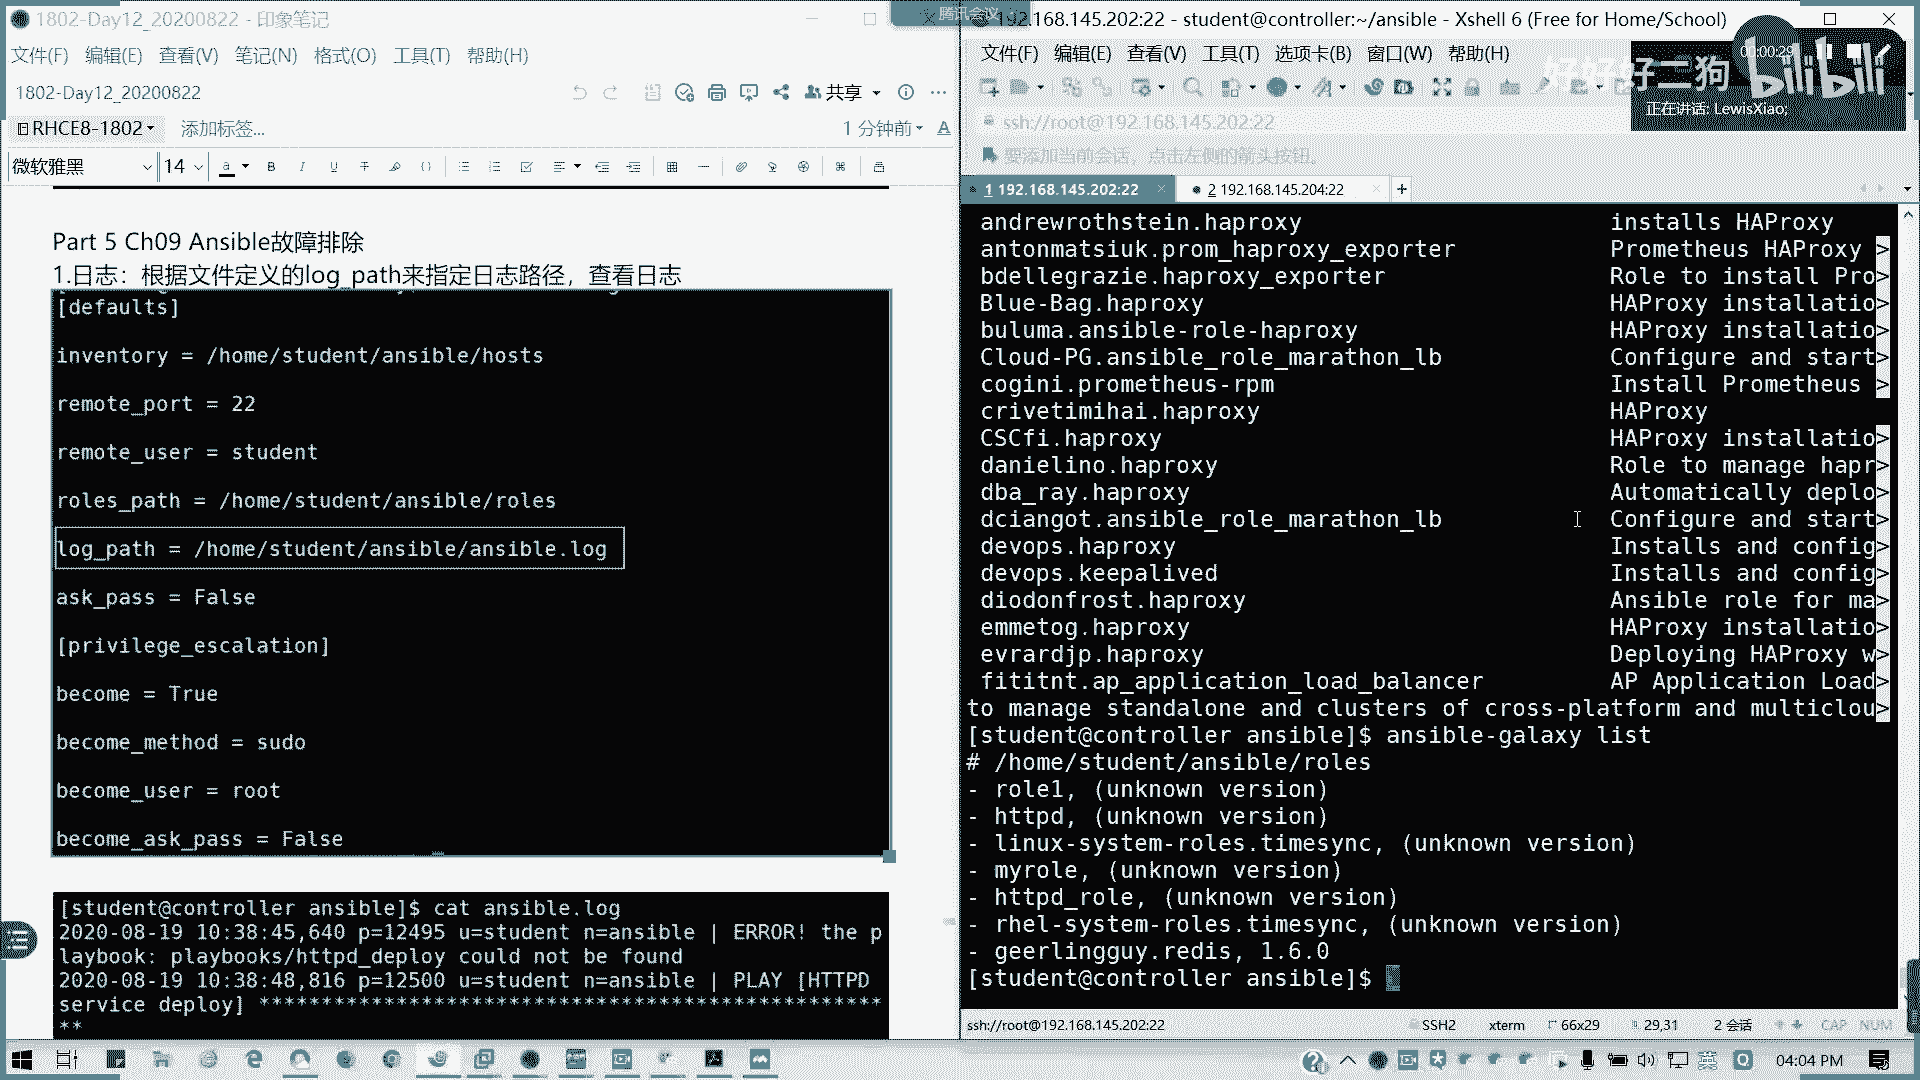 1802-Day12_20200822 - 印象笔记
文件(F) 编辑(E) 查看(V) 笔记(N) 格式(O) 工具(T) 帮助(H)
1802-Day12_20200822
共享
RHCE8-1802
添加标签...
1 分钟前
微软雅黑
14
Part 5 Ch09 Ansible故障排除
1.日志：根据文件定义的log_path来指定日志路径，查看日志
[defaults]
inventory = /home/student/ansible/hosts
remote_port = 22
remote_user = student
roles_path = /home/student/ansible/roles
log_path = /home/student/ansible/ansible.log
ask_pass = False
[privilege_escalation]
become = True
become_method = sudo
become_user = root
become_ask_pass = False
[student@controller ansible]$ cat ansible.log
2020-08-19 10:38:45,640 p=12495 u=student n=ansible | ERROR! the p
laybook: playbooks/httpd_deploy could not be found
2020-08-19 10:38:48,816 p=12500 u=student n=ansible | PLAY [HTTPD
service deploy] **************************************************
**
腾讯会议
192.168.145.202:22 - student@controller:~/ansible - Xshell 6 (Free for Home/School)
文件(F) 编辑(E) 查看(V) 工具(T) 选项卡(B) 窗口(W) 帮助(H)
00:00:29
好好好二狗
bilibili
正在讲话: LewisXiao;
ssh://root@192.168.145.202:22
要添加当前会话，点击左侧的箭头按钮。
1 192.168.145.202:22
2 192.168.145.204:22
andrewrothstein.haproxy installs HAProxy
antonmatsiuk.prom_haproxy_exporter Prometheus HAProxy >
bdellegrazie.haproxy_exporter Role to install Pro>
Blue-Bag.haproxy HAProxy installatio>
buluma.ansible-role-haproxy HAProxy installatio>
Cloud-PG.ansible_role_marathon_lb Configure and start>
cogini.prometheus-rpm Install Prometheus >
crivetimihai.haproxy HAProxy
CSCfi.haproxy HAProxy installatio>
danielino.haproxy Role to manage hapr>
dba_ray.haproxy Automatically deplo>
dciangot.ansible_role_marathon_lb Configure and start>
devops.haproxy Installs and config>
devops.keepalived Installs and config>
diodonfrost.haproxy Ansible role for ma>
emmetog.haproxy HAProxy installatio>
evrardjp.haproxy Deploying HAProxy w>
fititnt.ap_application_load_balancer AP Application Load>
to manage standalone and clusters of cross-platform and multiclou>
[student@controller ansible]$ ansible-galaxy list
# /home/student/ansible/roles
- role1, (unknown version)
- httpd, (unknown version)
- linux-system-roles.timesync, (unknown version)
- myrole, (unknown version)
- httpd_role, (unknown version)
- rhel-system-roles.timesync, (unknown version)
- geerlingguy.redis, 1.6.0
[student@controller ansible]$
ssh://root@192.168.145.202:22 SSH2 xterm 66x29 29,31 2 会话 CAP NUM
英
04:04 PM